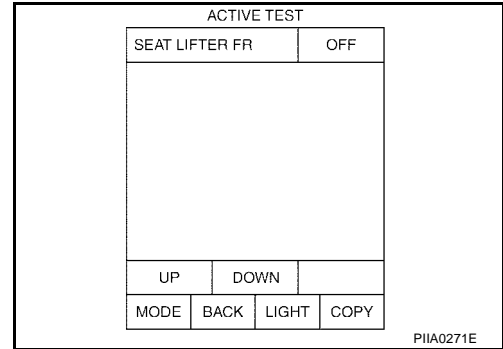 ACTIVE TEST
SEAT LIFTER FR OFF
UP DOWN
MODE BACK LIGHT COPY
PIIA0271E